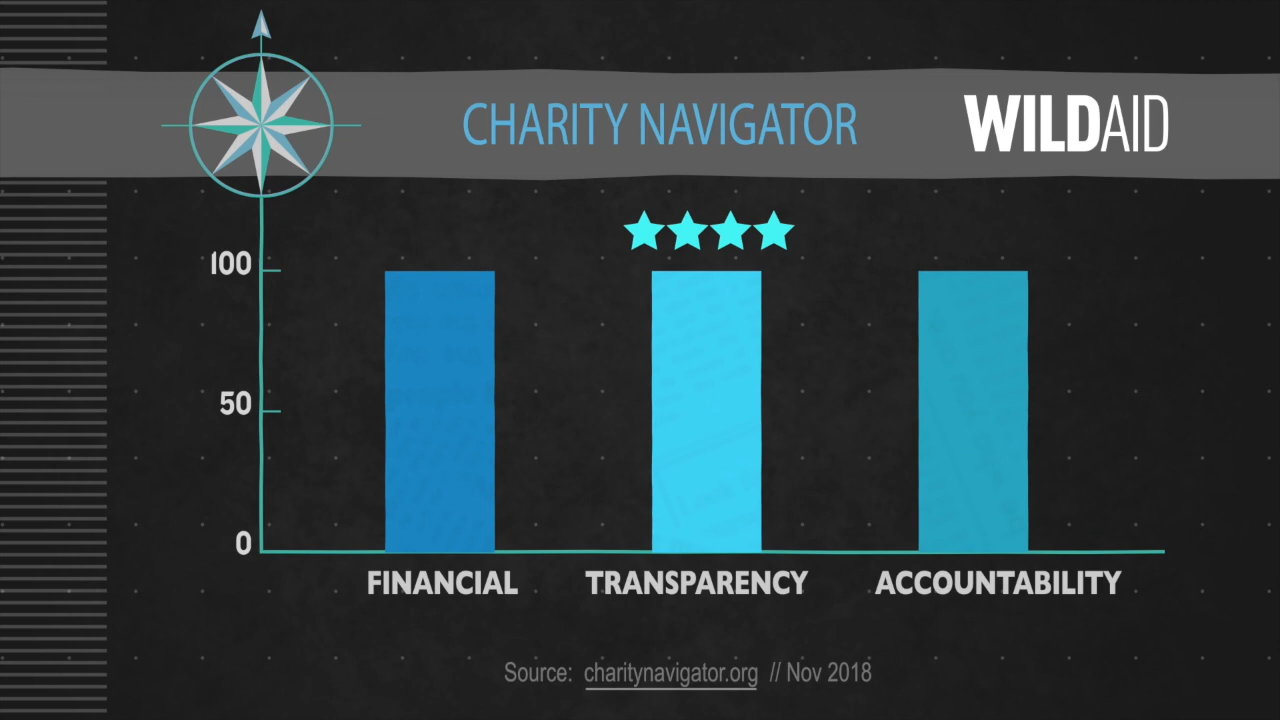 CHARITY NAVIGATOR
WILDAID
100
50
0
FINANCIAL
TRANSPARENCY
ACCOUNTABILITY
Source: charitynavigator.org // Nov 2018